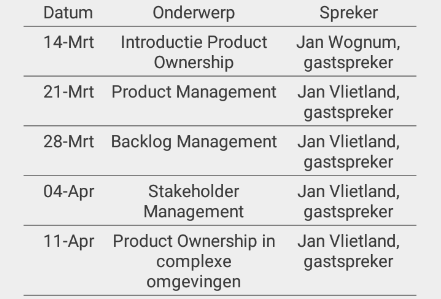 Datum Onderwerp Spreker
14-Mrt Introductie Product Jan Wognum,
Ownership gastspreker
21-Mrt Product Management Jan Vlietland,
gastspreker
28-Mrt Backlog Management Jan Vlietland,
gastspreker
04-Apr Stakeholder Jan Vlietland,
Management gastspreker
11-Apr Product Ownership in Jan Vlietland,
complexe gastspreker
omgevingen